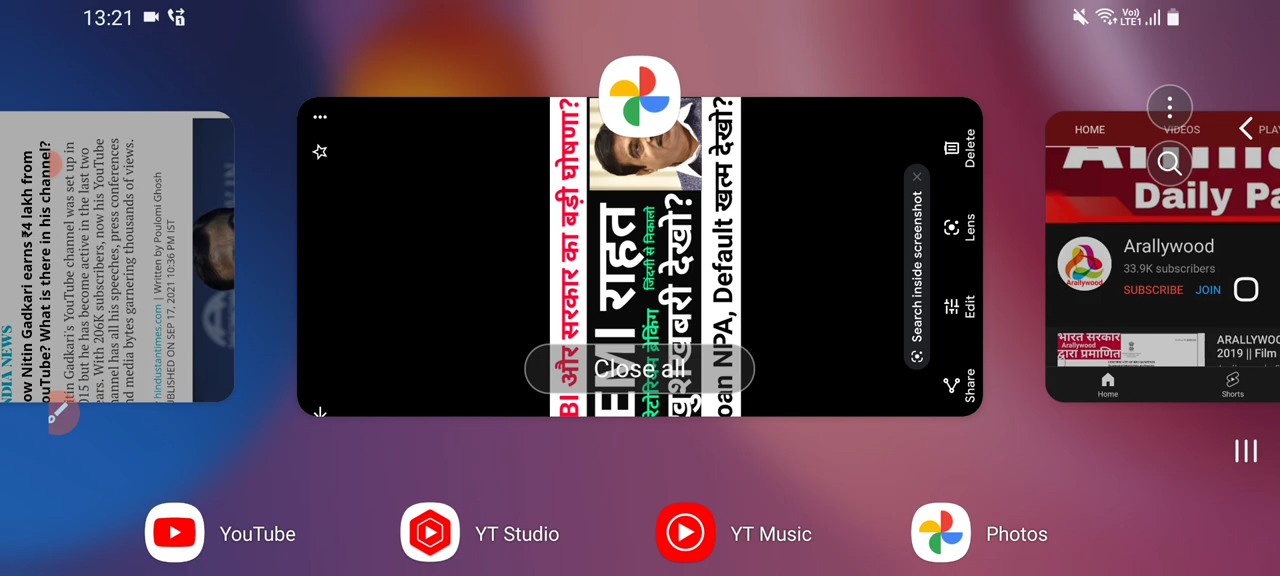 13:21
Vo))
LTE1
NDIA NEWS
ow Nitin Gadkari earns ₹4 lakh from
ouTube? What is there in his channel?
tin Gadkari's YouTube channel was set up in
015 but he has become active in the last two
ears. With 206K subscribers, now his YouTube
hannel has all his speeches, press conferences
nd media bytes garnering thousands of views.
hindustantimes.com | Written by Poulomi Ghosh
UBLISHED ON SEP 17, 2021 10:36 PM IST
BI और सरकार का बड़ी घोषणा?
EMI राहत
हिस्टोरिक ब्रेकिंग जिंदगी से निकालो
खुशखबरी देखो?
oan NPA, Default खत्म देखो?
Search inside screenshot
Delete
Lens
Edit
Share
Close all
HOME
VIDEOS
PLAY
Daily Pa
Arallywood
33.9K subscribers
SUBSCRIBE
JOIN
भारत सरकार
Arallywood
द्वारा प्रमाणित
ARALLYWOO
2019 || Film
Home
Shorts
YouTube
YT Studio
YT Music
Photos